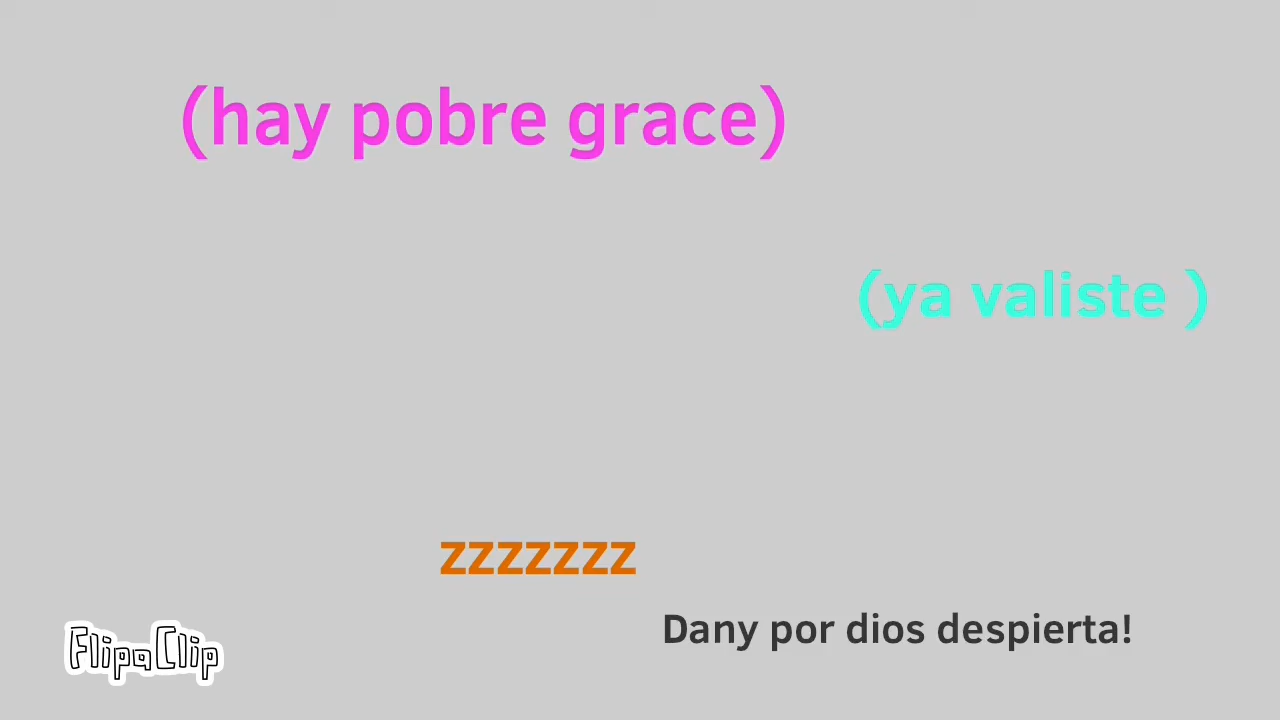 (hay pobre grace)
(ya valiste )
zzzzzzz
Dany por dios despierta!
FlipaClip